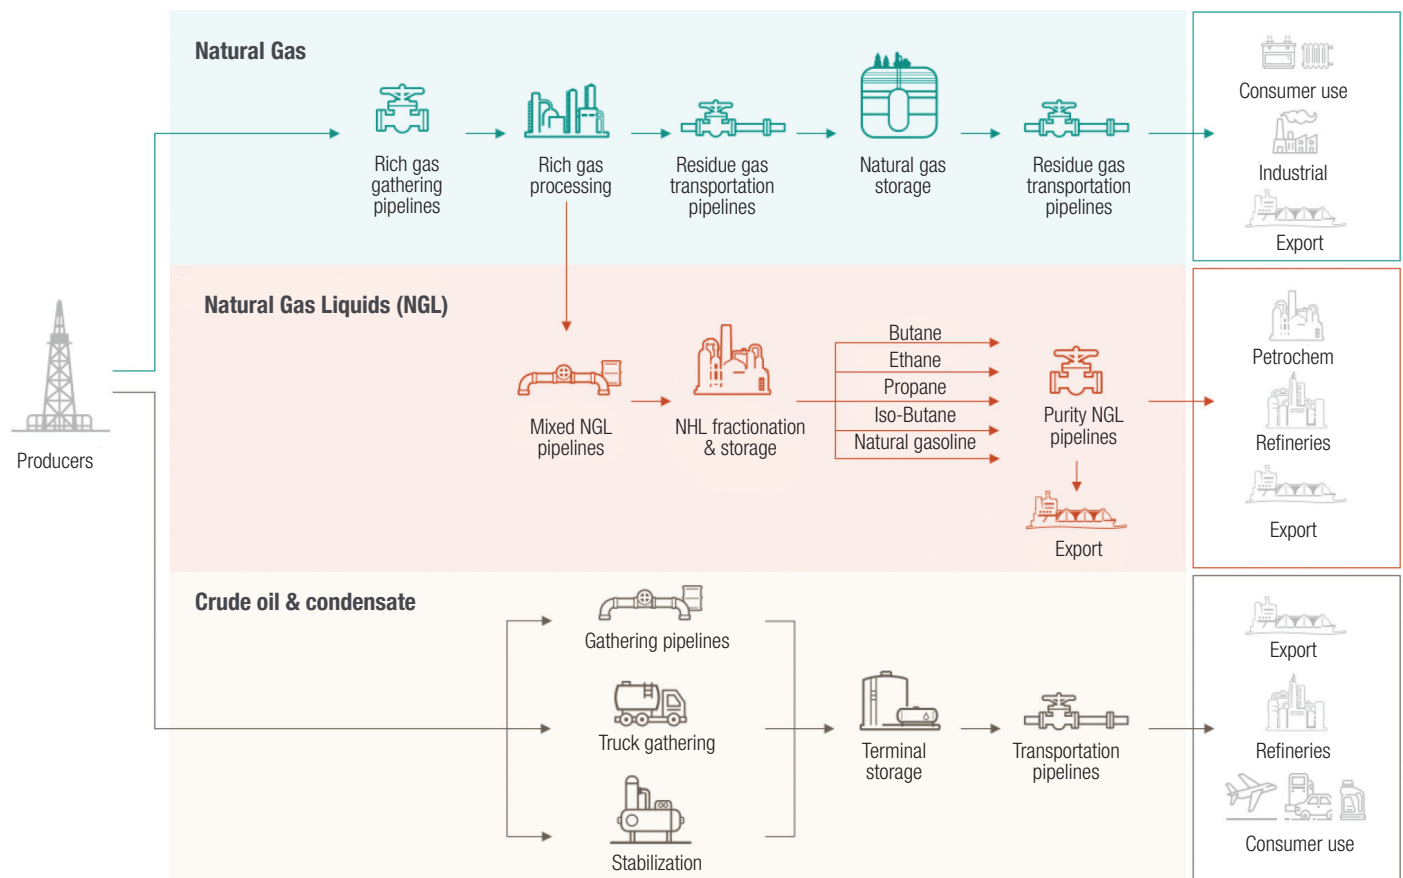 Natural Gas
Rich gas
gathering
pipelines
Rich gas
processing
Residue gas
transportation
pipelines
Natural gas
storage
Residue gas
transportation
pipelines
Consumer use
Industrial
Export
Producers
Natural Gas Liquids (NGL)
Mixed NGL
pipelines
NHL fractionation
& storage
Butane
Ethane
Propane
Iso-Butane
Natural gasoline
Purity NGL
pipelines
Export
Petrochem
Refineries
Export
Crude oil & condensate
Gathering pipelines
Truck gathering
Stabilization
Terminal
storage
Transportation
pipelines
Export
Refineries
Consumer use